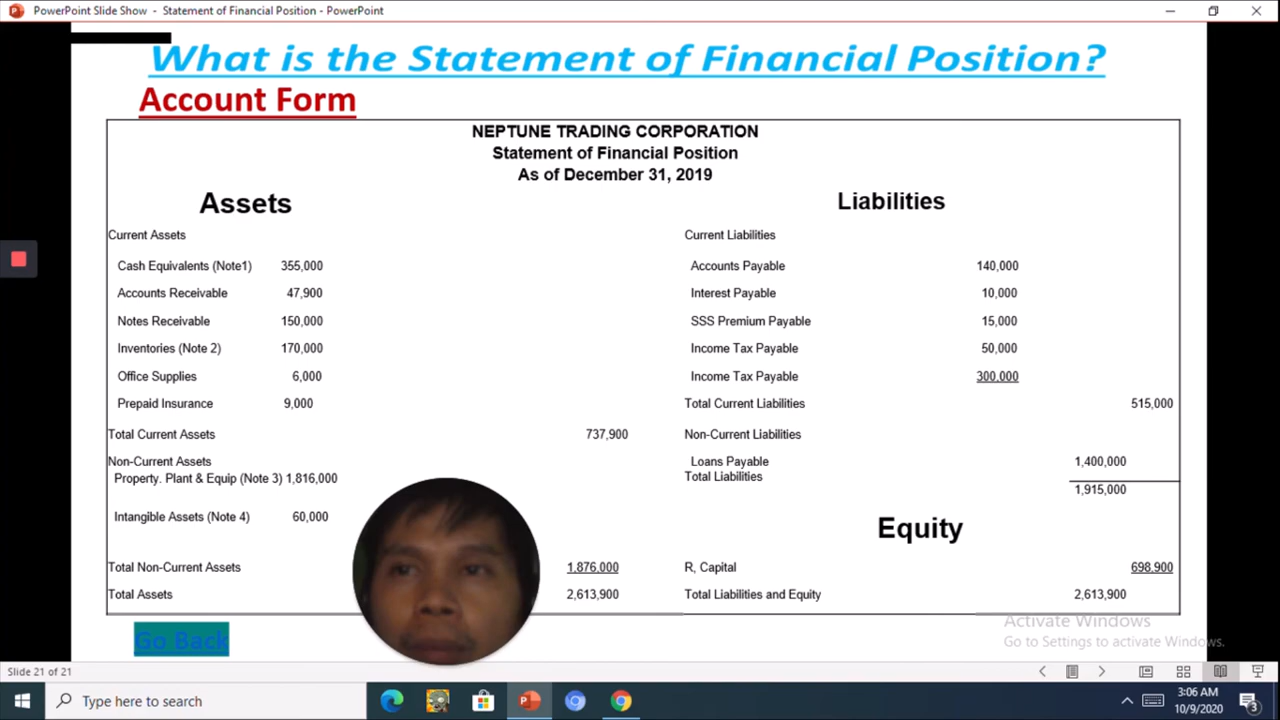 PowerPoint Slide Show - Statement of Financial Position - PowerPoint
What is the Statement of Financial Position?
Account Form
NEPTUNE TRADING CORPORATION
Statement of Financial Position
As of December 31, 2019
Assets
Liabilities
Current Assets
Current Liabilities
Cash Equivalents (Note1) 355,000
Accounts Payable 140,000
Accounts Receivable 47,900
Interest Payable 10,000
Notes Receivable 150,000
SSS Premium Payable 15,000
Inventories (Note 2) 170,000
Income Tax Payable 50,000
Office Supplies 6,000
Income Tax Payable 300,000
Prepaid Insurance 9,000
Total Current Liabilities 515,000
Total Current Assets 737,900
Non-Current Liabilities
Non-Current Assets
Loans Payable 1,400,000
Property. Plant & Equip (Note 3) 1,816,000
Total Liabilities 1,915,000
Intangible Assets (Note 4) 60,000
Equity
Total Non-Current Assets 1,876,000
R, Capital 698,900
Total Assets 2,613,900
Total Liabilities and Equity 2,613,900
Go Back
Activate Windows
Go to Settings to activate Windows.
Slide 21 of 21
Type here to search
3:06 AM
10/9/2020
3